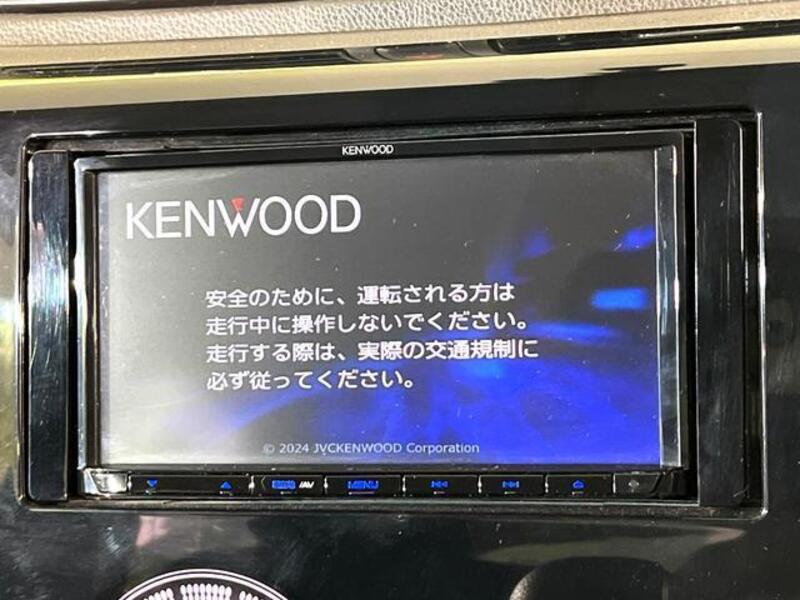 KENWOOD
KENWOOD
安全のために、運転される方は
走行中に操作しないでください。
走行する際は、実際の交通規制に
必ず従ってください。
© 2024 JVCKENWOOD Corporation
/AV MENU